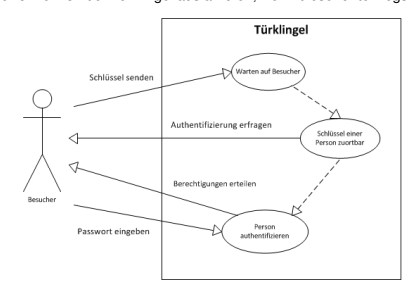 Türklingel
Warten auf Besucher
Schlüssel senden
Authentifizierung erfragen
Schlüssel einer
Person zuortbar
Berechtigungen erteilen
Besucher
Passwort eingeben
Person
authentifizieren